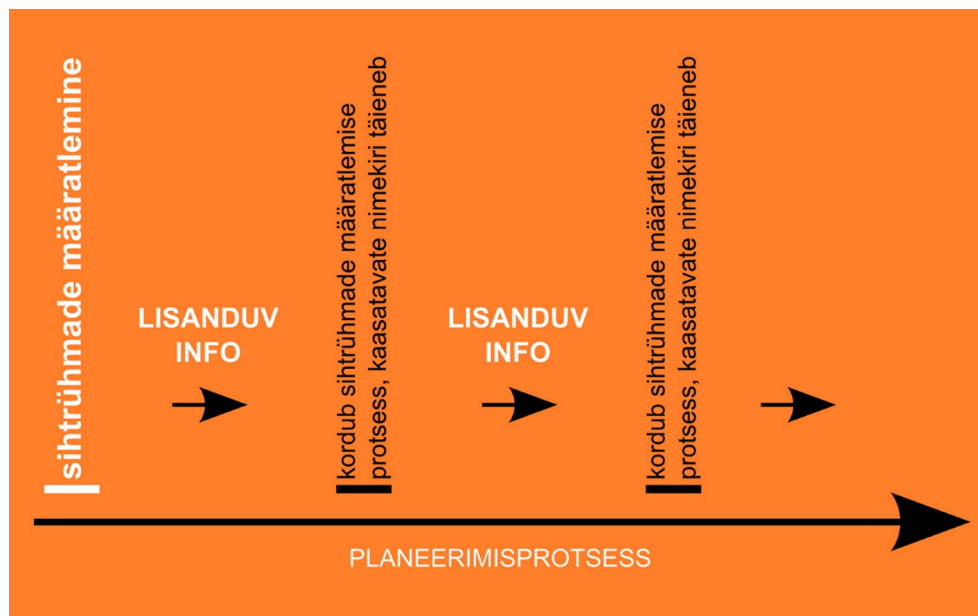 sihtrühmade määratlemine
LISANDUV
INFO
kordub sihtrühmade määratlemise
protsess, kaasatavate nimekiri täieneb
LISANDUV
INFO
kordub sihtrühmade määratlemise
protsess, kaasatavate nimekiri täieneb
PLANEERIMISPROTSESS